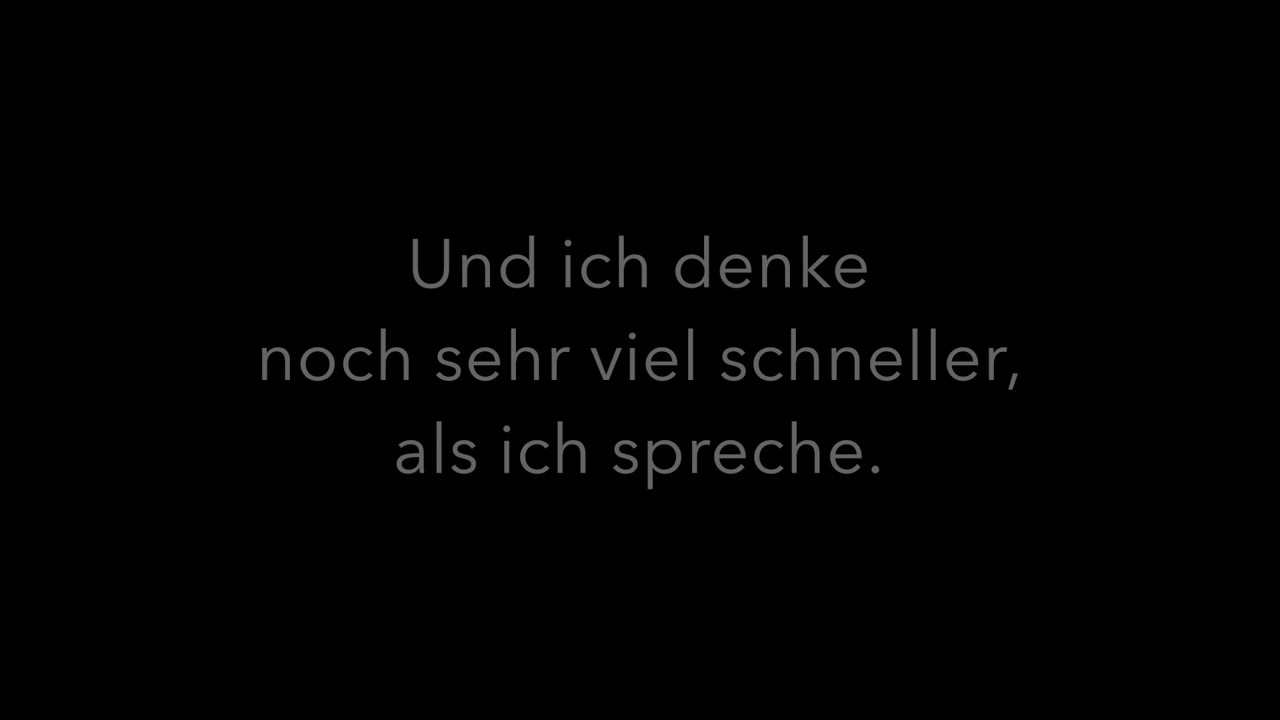 Und ich denke
noch sehr viel schneller,
als ich spreche.